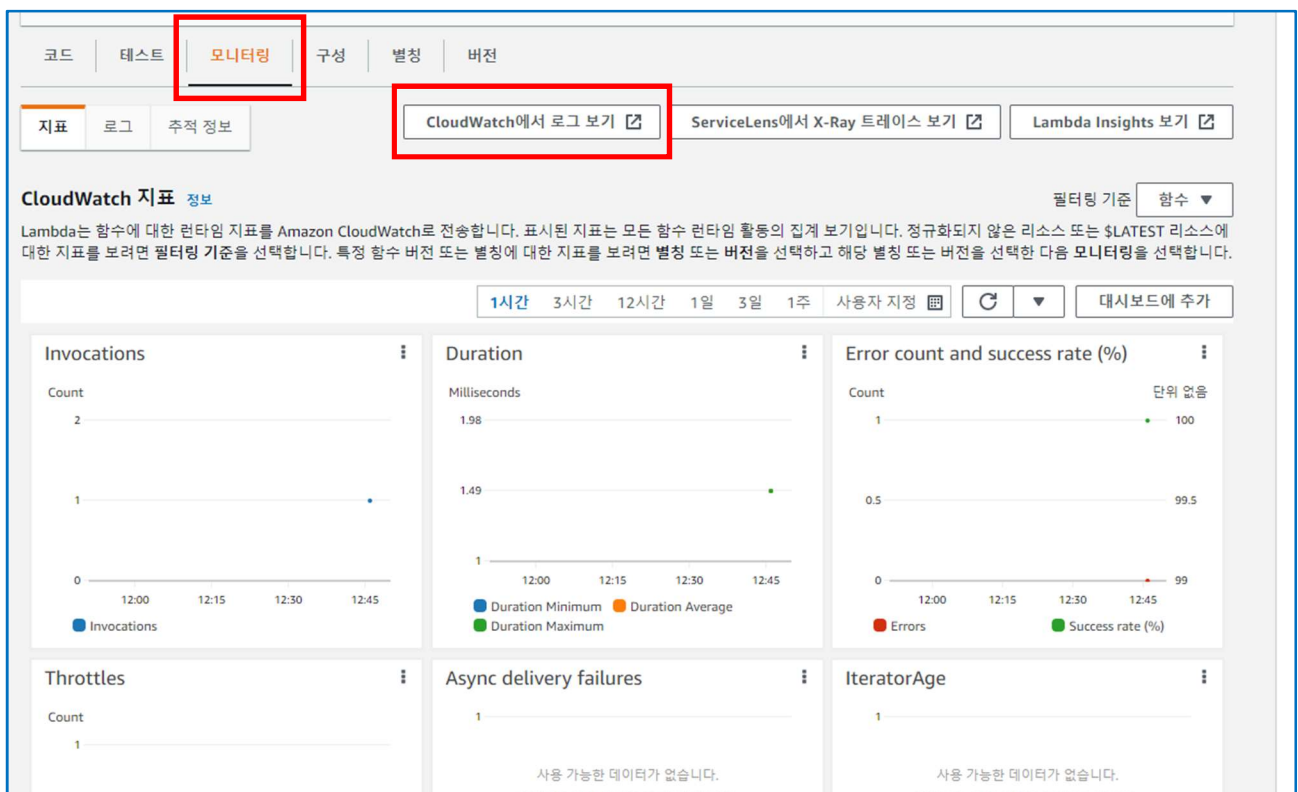 코드 테스트 모니터링 구성 별칭 버전
지표 로그 추적 정보 CloudWatch에서 로그 보기 ServiceLens에서 X-Ray 트레이스 보기 Lambda Insights 보기
CloudWatch 지표 정보 필터링 기준 함수 ▼
Lambda는 함수에 대한 런타임 지표를 Amazon CloudWatch로 전송합니다. 표시된 지표는 모든 함수 런타임 활동의 집계 보기입니다. 정규화되지 않은 리소스 또는 $LATEST 리소스에
대한 지표를 보려면 필터링 기준을 선택합니다. 특정 함수 버전 또는 별칭에 대한 지표를 보려면 별칭 또는 버전을 선택하고 해당 별칭 또는 버전을 선택한 다음 모니터링을 선택합니다.
1시간 3시간 12시간 1일 3일 1주 사용자 지정 ▼ 대시보드에 추가
Invocations
Count
2
1
0
12:00 12:15 12:30 12:45
Invocations
Duration
Milliseconds
1.98
1.49
1
12:00 12:15 12:30 12:45
Duration Minimum Duration Average
Duration Maximum
Error count and success rate (%)
Count 단위 없음
1 100
0.5 99.5
0 99
12:00 12:15 12:30 12:45
Errors Success rate (%)
Throttles
Count
1
Async delivery failures
1
사용 가능한 데이터가 없습니다.
IteratorAge
1
사용 가능한 데이터가 없습니다.